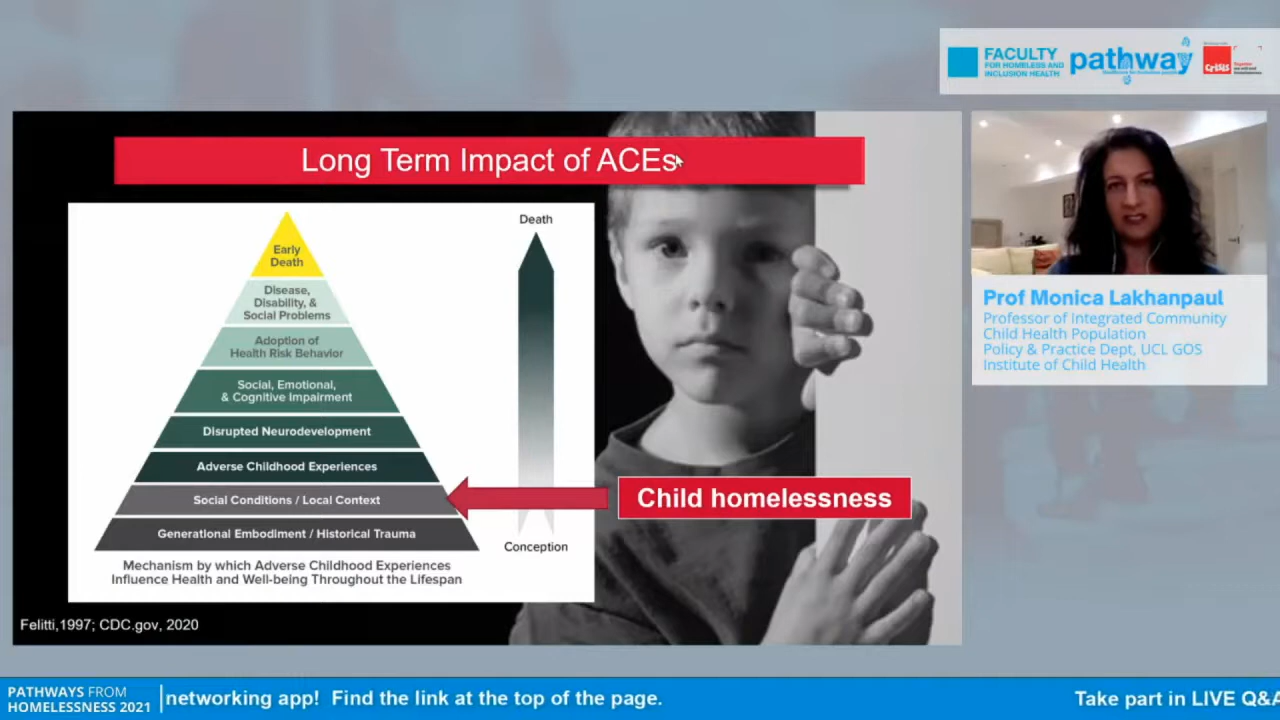 FACULTY
FOR HOMELESS AND
INCLUSION HEALTH
pathway
CRISIS
Long Term Impact of ACEs
Early
Death
Disease,
Disability, &
Social Problems
Adoption of
Health Risk Behavior
Social, Emotional,
& Cognitive Impairment
Disrupted Neurodevelopment
Adverse Childhood Experiences
Social Conditions / Local Context
Generational Embodiment / Historical Trauma
Mechanism by which Adverse Childhood Experiences
Influence Health and Well-being Throughout the Lifespan
Death
Conception
Child homelessness
Felitti,1997; CDC.gov, 2020
Prof Monica Lakhanpaul
Professor of Integrated Community
Child Health Population
Policy & Practice Dept, UCL GOS
Institute of Child Health
PATHWAYS FROM
HOMELESSNESS 2021
networking app! Find the link at the top of the page.
Take part in LIVE Q&A